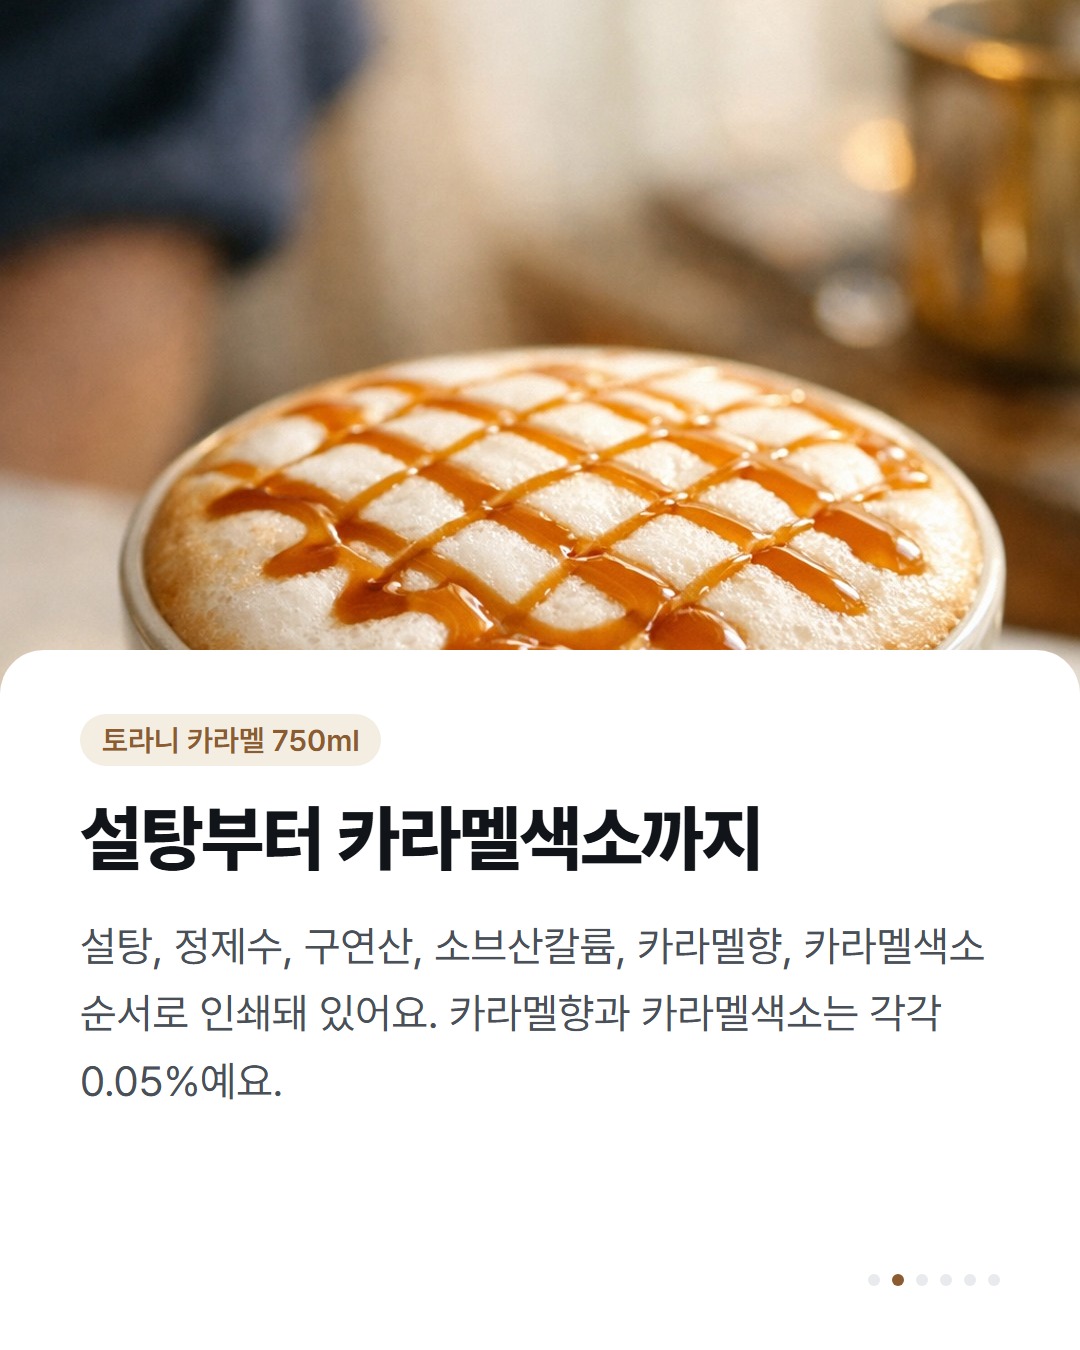 토라니 카라멜 750ml
설탕부터 카라멜색소까지
설탕, 정제수, 구연산, 소브산칼륨, 카라멜향, 카라멜색소
순서로 인쇄돼 있어요. 카라멜향과 카라멜색소는 각각
0.05%예요.